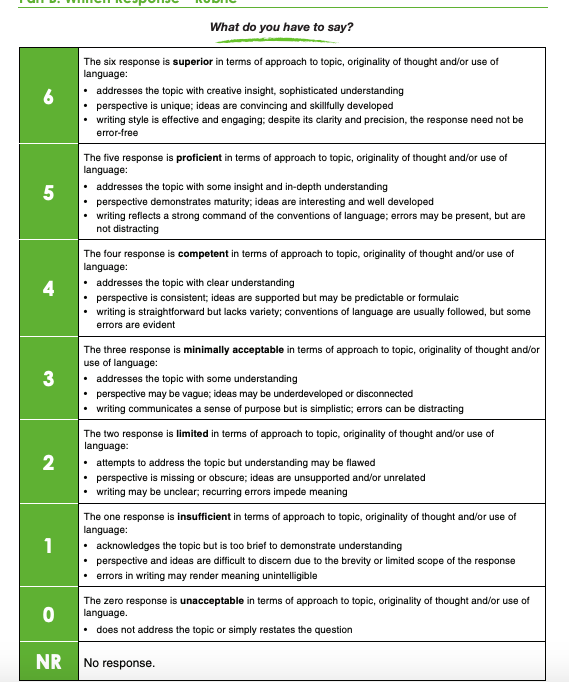 Part B: Written Response – Rubric
What do you have to say?
6
The six response is superior in terms of approach to topic, originality of thought and/or use of
language:
• addresses the topic with creative insight, sophisticated understanding
• perspective is unique; ideas are convincing and skillfully developed
• writing style is effective and engaging; despite its clarity and precision, the response need not be
error-free
5
The five response is proficient in terms of approach to topic, originality of thought and/or use of
language:
• addresses the topic with some insight and in-depth understanding
• perspective demonstrates maturity; ideas are interesting and well developed
• writing reflects a strong command of the conventions of language; errors may be present, but are
not distracting
4
The four response is competent in terms of approach to topic, originality of thought and/or use of
language:
• addresses the topic with clear understanding
• perspective is consistent; ideas are supported but may be predictable or formulaic
• writing is straightforward but lacks variety; conventions of language are usually followed, but some
errors are evident
3
The three response is minimally acceptable in terms of approach to topic, originality of thought and/or
use of language:
• addresses the topic with some understanding
• perspective may be vague; ideas may be underdeveloped or disconnected
• writing communicates a sense of purpose but is simplistic; errors can be distracting
2
The two response is limited in terms of approach to topic, originality of thought and/or use of
language:
• attempts to address the topic but understanding may be flawed
• perspective is missing or obscure; ideas are unsupported and/or unrelated
• writing may be unclear; recurring errors impede meaning
1
The one response is insufficient in terms of approach to topic, originality of thought and/or use of
language:
• acknowledges the topic but is too brief to demonstrate understanding
• perspective and ideas are difficult to discern due to the brevity or limited scope of the response
• errors in writing may render meaning unintelligible
0
The zero response is unacceptable in terms of approach to topic, originality of thought and/or use of
language.
• does not address the topic or simply restates the question
NR
No response.